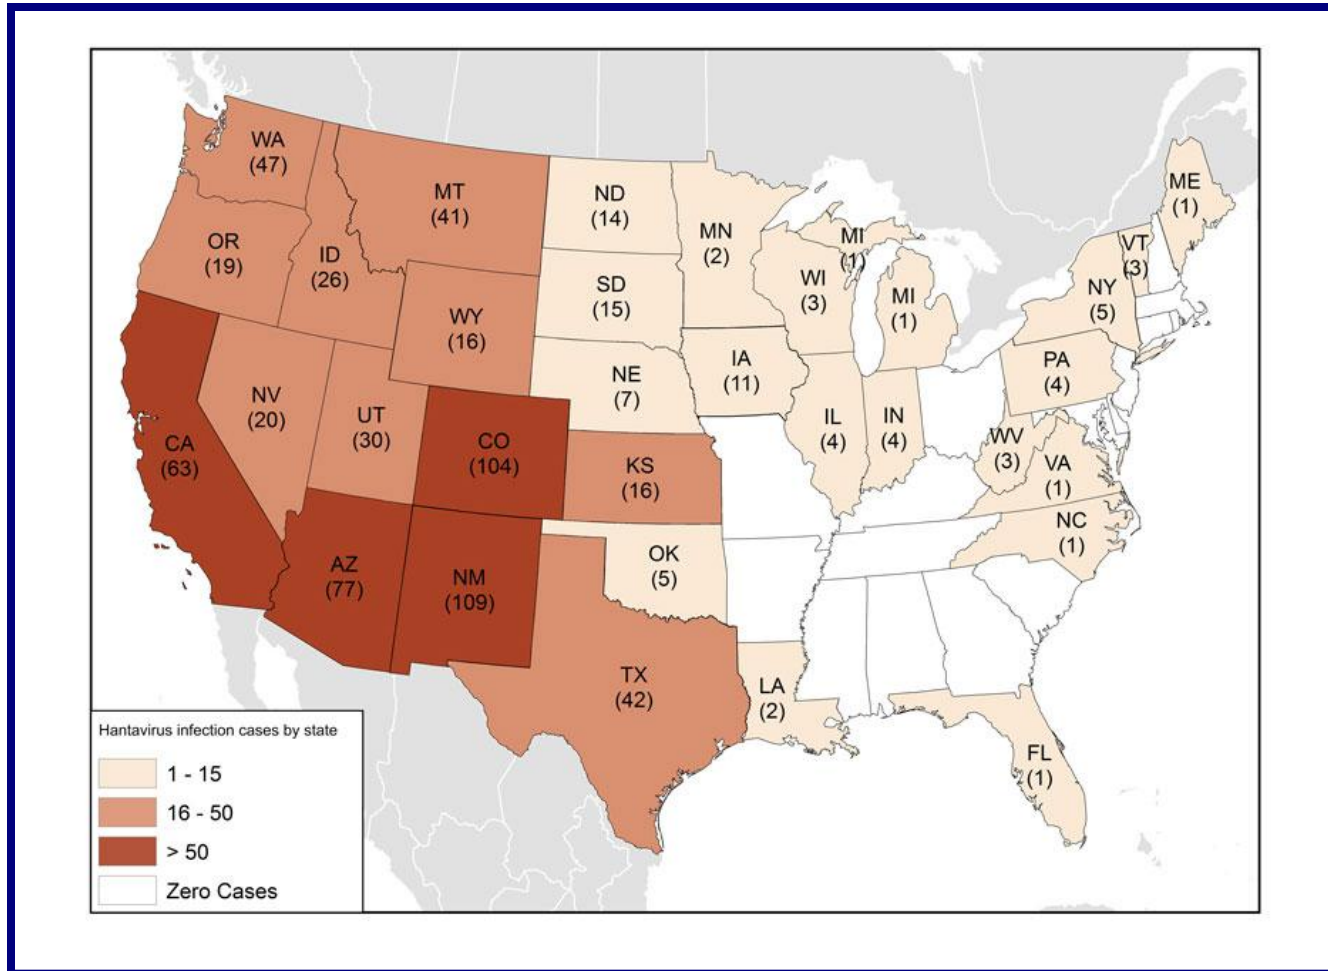 WA
(47)
MT
(41)
ND
(14)
MN
(2)
ME
(1)
OR
(19)
ID
(26)
WY
(16)
SD
(15)
WI
(3)
MI
(1)
MI
(1)
VT
(3)
NY
(5)
CA
(63)
NV
(20)
UT
(30)
CO
(104)
NE
(7)
IA
(11)
IL
(4)
IN
(4)
PA
(4)
WV
(3)
VA
(1)
KS
(16)
NC
(1)
AZ
(77)
NM
(109)
OK
(5)
TX
(42)
LA
(2)
FL
(1)
Hantavirus infection cases by state
1 - 15
16 - 50
> 50
Zero Cases